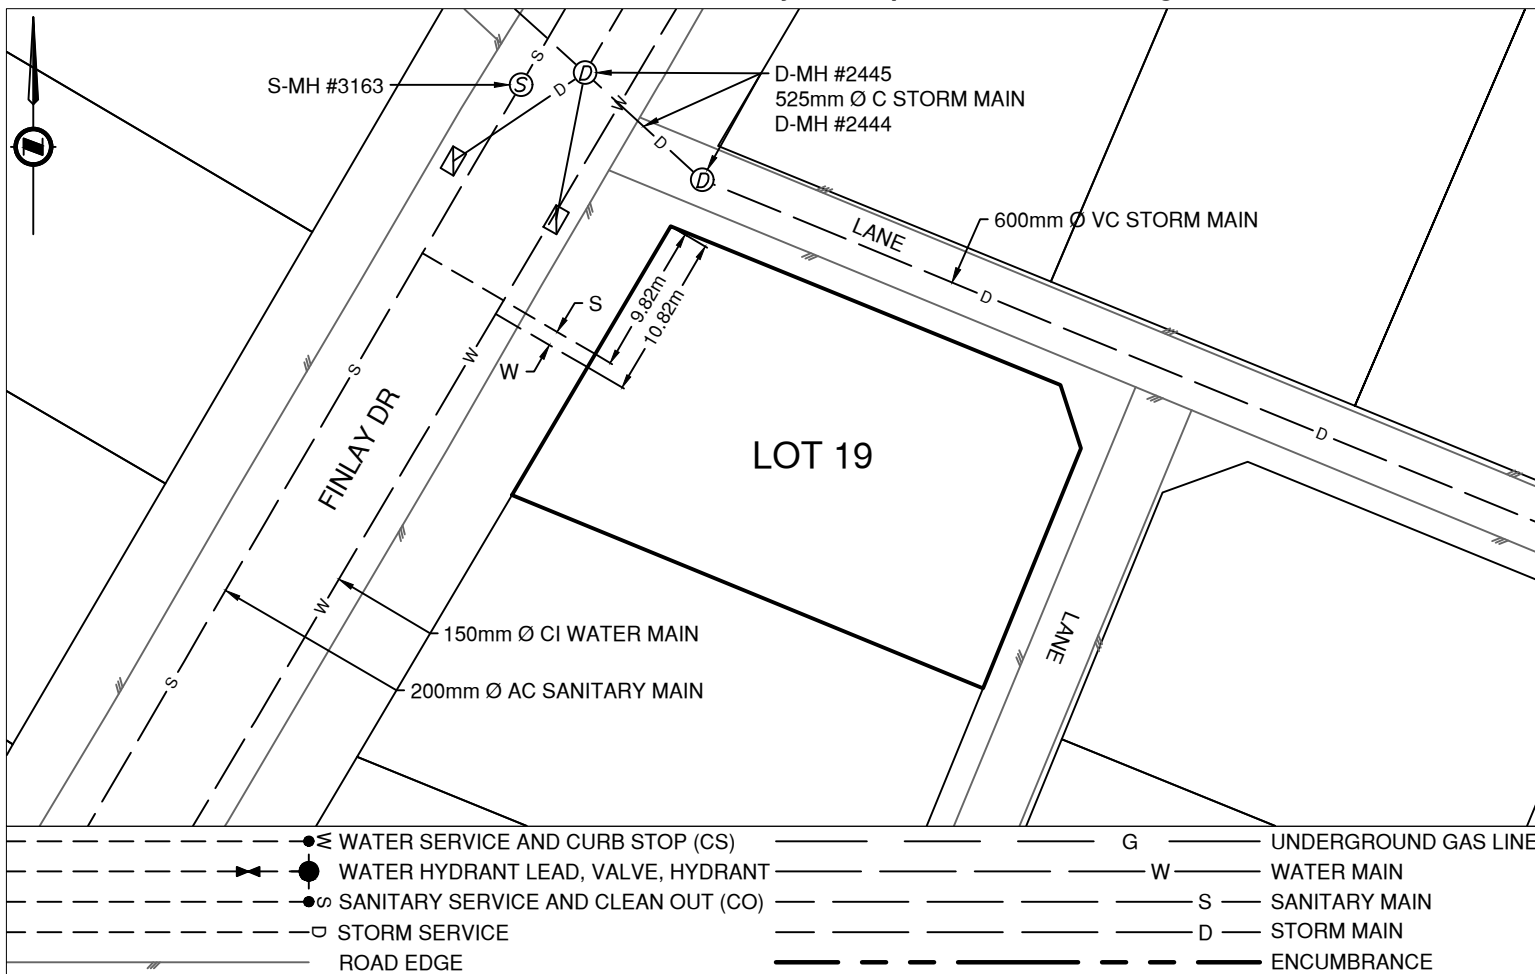 S-MH #3163
D-MH #2445
525mm Ø C STORM MAIN
D-MH #2444
S
D
D
S
D
W
D
D
LANE
600mm Ø VC STORM MAIN
D
9.82m
10.82m
S
W
S
W
FINLAY DR
LOT 19
D
LANE
W
S
150mm Ø CI WATER MAIN
200mm Ø AC SANITARY MAIN
W WATER SERVICE AND CURB STOP (CS)
WATER HYDRANT LEAD, VALVE, HYDRANT
S SANITARY SERVICE AND CLEAN OUT (CO)
D STORM SERVICE
ROAD EDGE
G UNDERGROUND GAS LINE
W WATER MAIN
S SANITARY MAIN
D STORM MAIN
ENCUMBRANCE